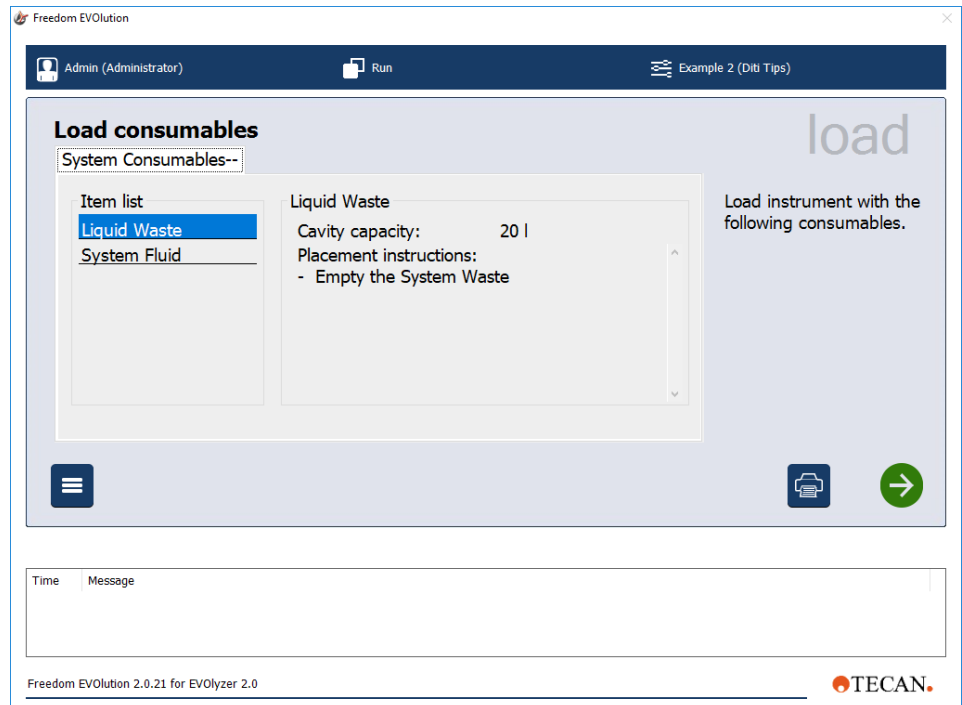 Freedom EVOlution
Admin (Administrator)
Run
Example 2 (Diti Tips)
Load consumables
load
System Consumables--
Item list
Liquid Waste
System Fluid
Liquid Waste
Cavity capacity: 20 l
Placement instructions:
- Empty the System Waste
Load instrument with the
following consumables.
Time Message
Freedom EVOlution 2.0.21 for EVOlyzer 2.0
TECAN.